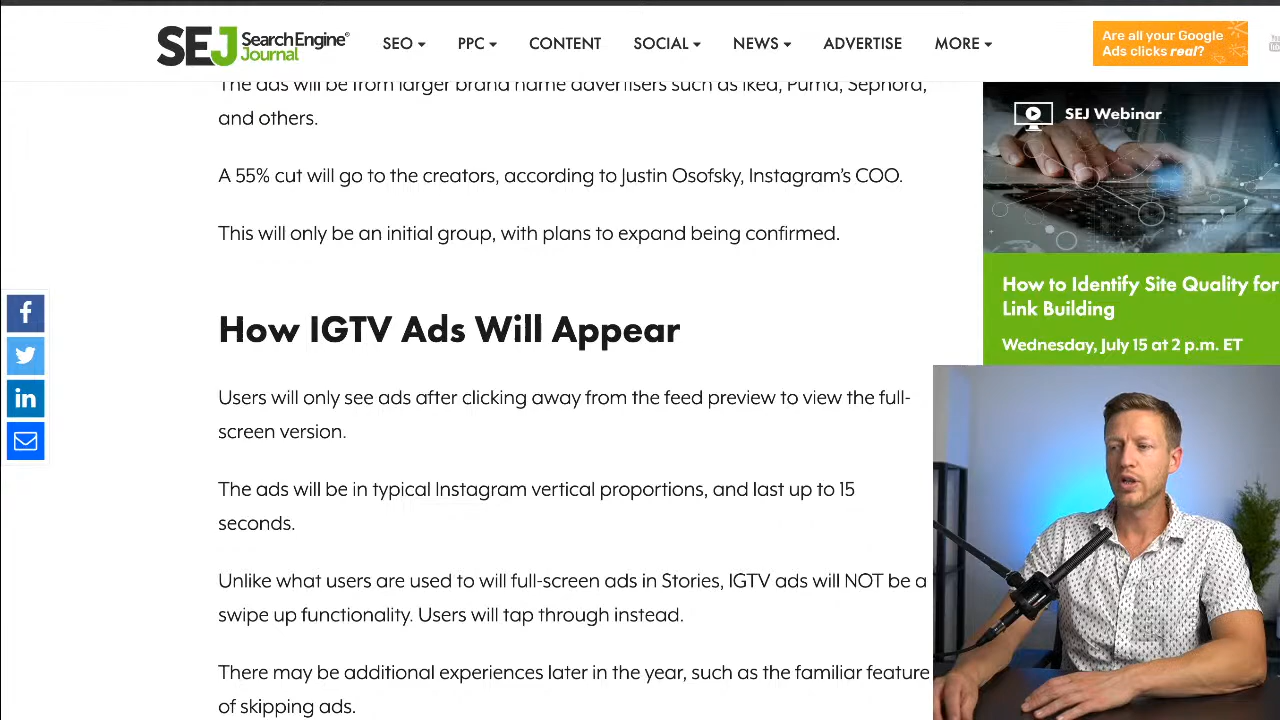 SEJ Search Engine® Journal
SEO PPC CONTENT SOCIAL NEWS ADVERTISE MORE
Are all your Google
Ads clicks real?
The ads will be from larger brand name advertisers such as Iked, Puma, Sephora,
and others.
A 55% cut will go to the creators, according to Justin Osofsky, Instagram's COO.
This will only be an initial group, with plans to expand being confirmed.
How IGTV Ads Will Appear
Users will only see ads after clicking away from the feed preview to view the full-
screen version.
The ads will be in typical Instagram vertical proportions, and last up to 15
seconds.
Unlike what users are used to will full-screen ads in Stories, IGTV ads will NOT be a
swipe up functionality. Users will tap through instead.
There may be additional experiences later in the year, such as the familiar feature
of skipping ads.
f
in
SEJ Webinar
How to Identify Site Quality for
Link Building
Wednesday, July 15 at 2 p.m. ET